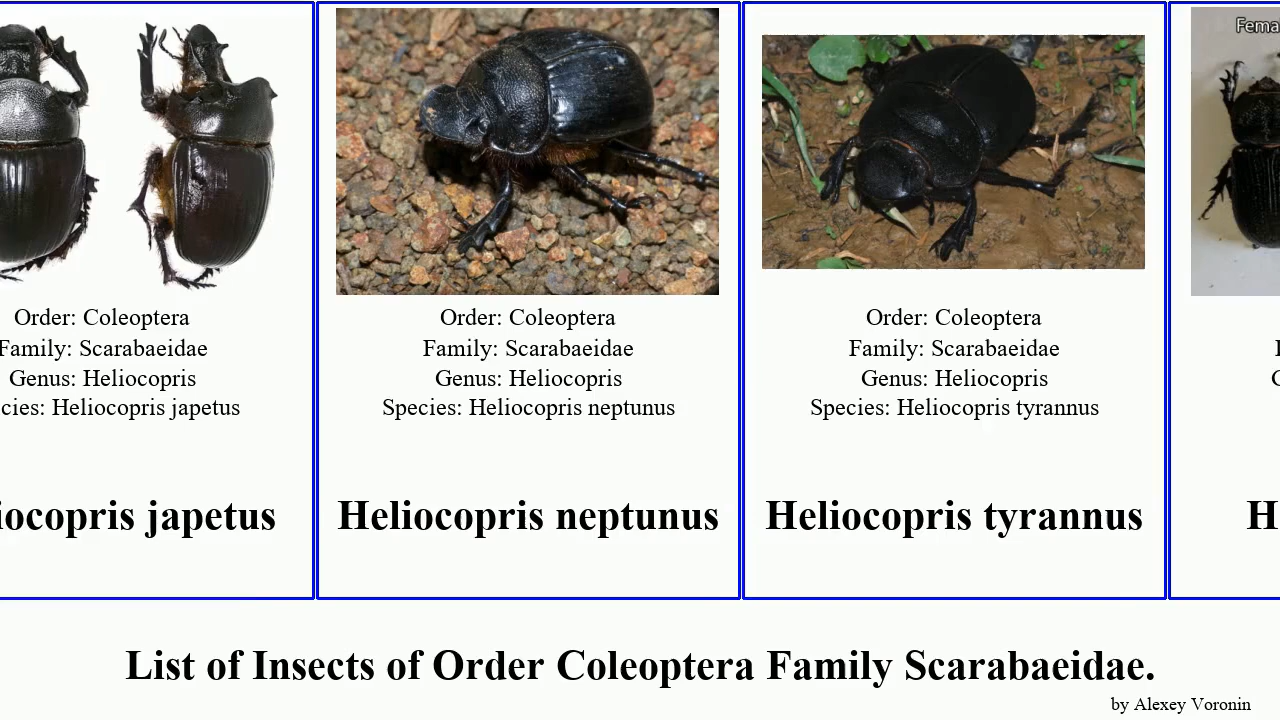 Fema
Order: Coleoptera
Family: Scarabaeidae
Genus: Heliocopris
cies: Heliocopris japetus
iocopris japetus
Order: Coleoptera
Family: Scarabaeidae
Genus: Heliocopris
Species: Heliocopris neptunus
Heliocopris neptunus
Order: Coleoptera
Family: Scarabaeidae
Genus: Heliocopris
Species: Heliocopris tyrannus
Heliocopris tyrannus
H
List of Insects of Order Coleoptera Family Scarabaeidae.
by Alexey Voronin